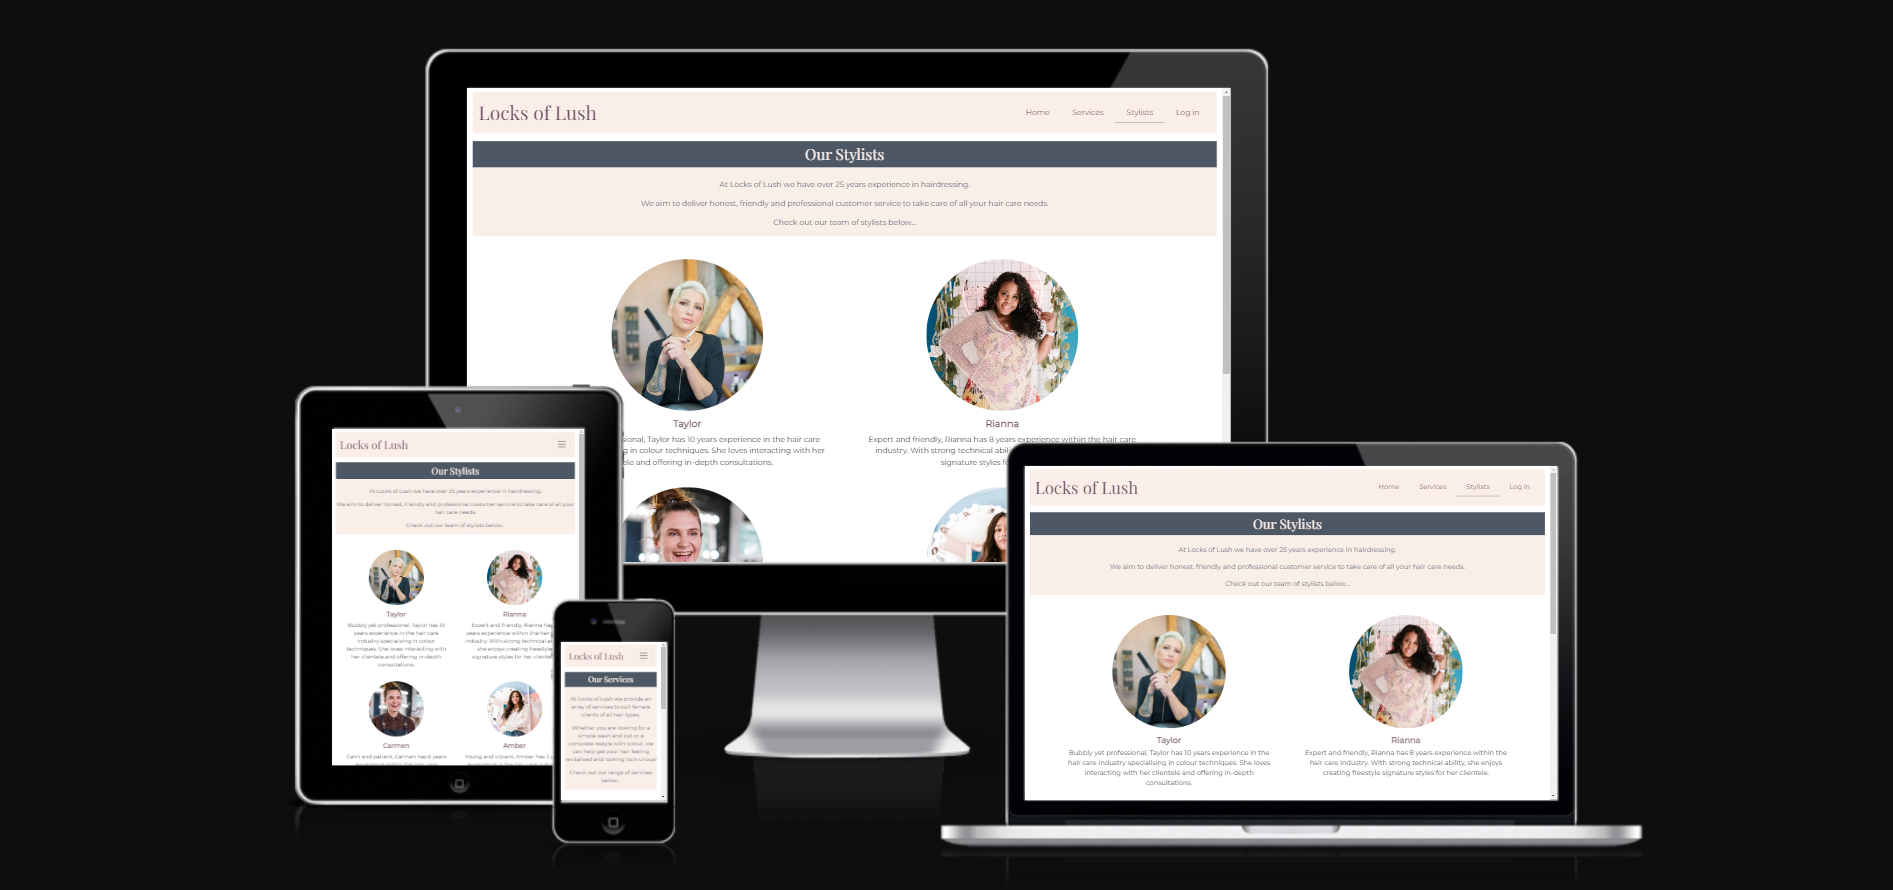 Locks of Lush
Home Services Stylists Log in
Our Stylists
At Locks of Lush we have over 25 years experience in hairdressing.
We aim to deliver honest, friendly and professional customer service to take care of all your hair care needs.
Check out our team of stylists below...
Taylor
ional, Taylor has 10 years experience in the hair care
g in colour techniques. She loves interacting with her
ele and offering in-depth consultations.
Rianna
Expert and friendly, Rianna has 8 years experience within the hair care
industry. With strong technical abil
signature styles fo
Locks of Lush
Our Stylists
At Locks of Lush we have over 25 years experience in hairdressing.
We aim to deliver honest, friendly and professional customer service to take care of all your
hair care needs.
Check out our team of stylists below...
Taylor
Bubbly yet professional, Taylor has 10
years experience in the hair care
industry specialising in colour
techniques. She loves interacting with
her clientele and offering in-depth
consultations.
Rianna
Expert and friendly, Rianna ha
years experience within the hair
industry. With strong technical a
she enjoys creating freestyle
signature styles for her cliente
Carmen
Calm and patient, Carmen has 6 years
Amber
Young and vibrant, Amber has
Locks of Lush
Our Services
At Locks of Lush we provide an
array of services to suit female
clients of all hair types.
Whether you are looking for a
simple wash and cut or a
complete restyle with colour, we
can help get your hair feeling
revitalised and looking lock-urious!
Check out our range of services
below...
Locks of Lush
Home Services Stylists Log in
Our Stylists
At Locks of Lush we have over 25 years experience in hairdressing.
We aim to deliver honest, friendly and professional customer service to take care of all your hair care needs.
Check out our team of stylists below...
Taylor
Bubbly yet professional, Taylor has 10 years experience in the
hair care industry specialising in colour techniques. She loves
interacting with her clientele and offering in-depth
consultations.
Rianna
Expert and friendly, Rianna has 8 years experience within the
hair care industry. With strong technical ability, she enjoys
creating freestyle signature styles for her clientele.